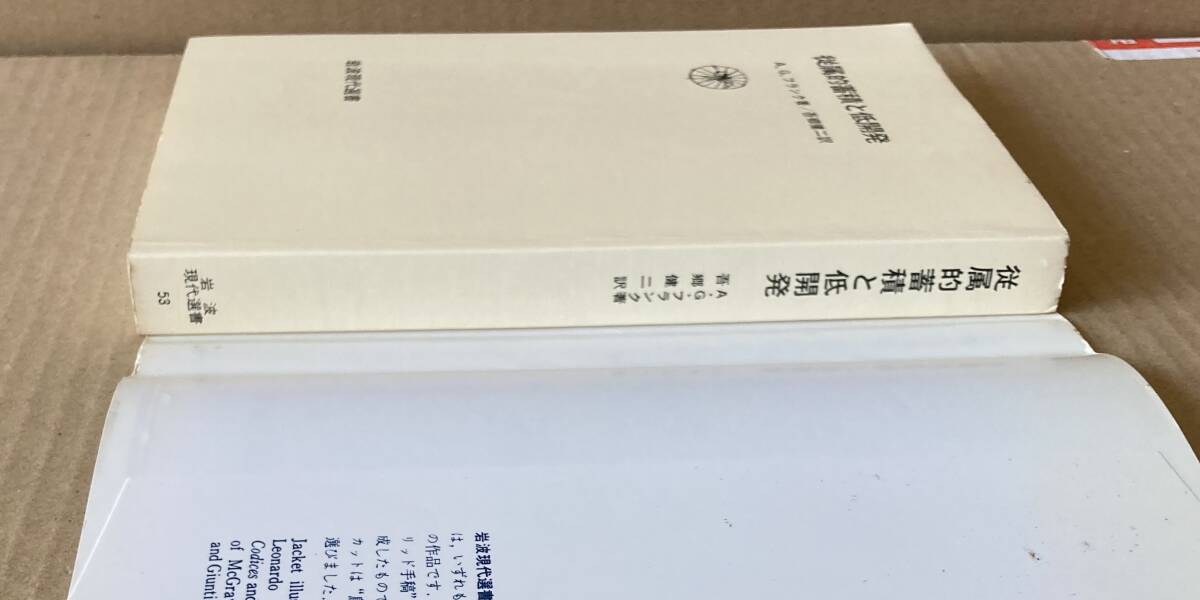 従属的蓄積と低開発
A.G.フランク著/吾郷健二訳
岩波現代選書
従属的蓄積と低開発
A・G・フランク著
吾郷健二訳
岩波
現代選書
53
岩波現代選書
は，いずれも
の作品です．
リッド手稿”
成したもので
カットは“
選びました．
Jacket illu
Leonardo
Codices and
of McGra
and Giunti